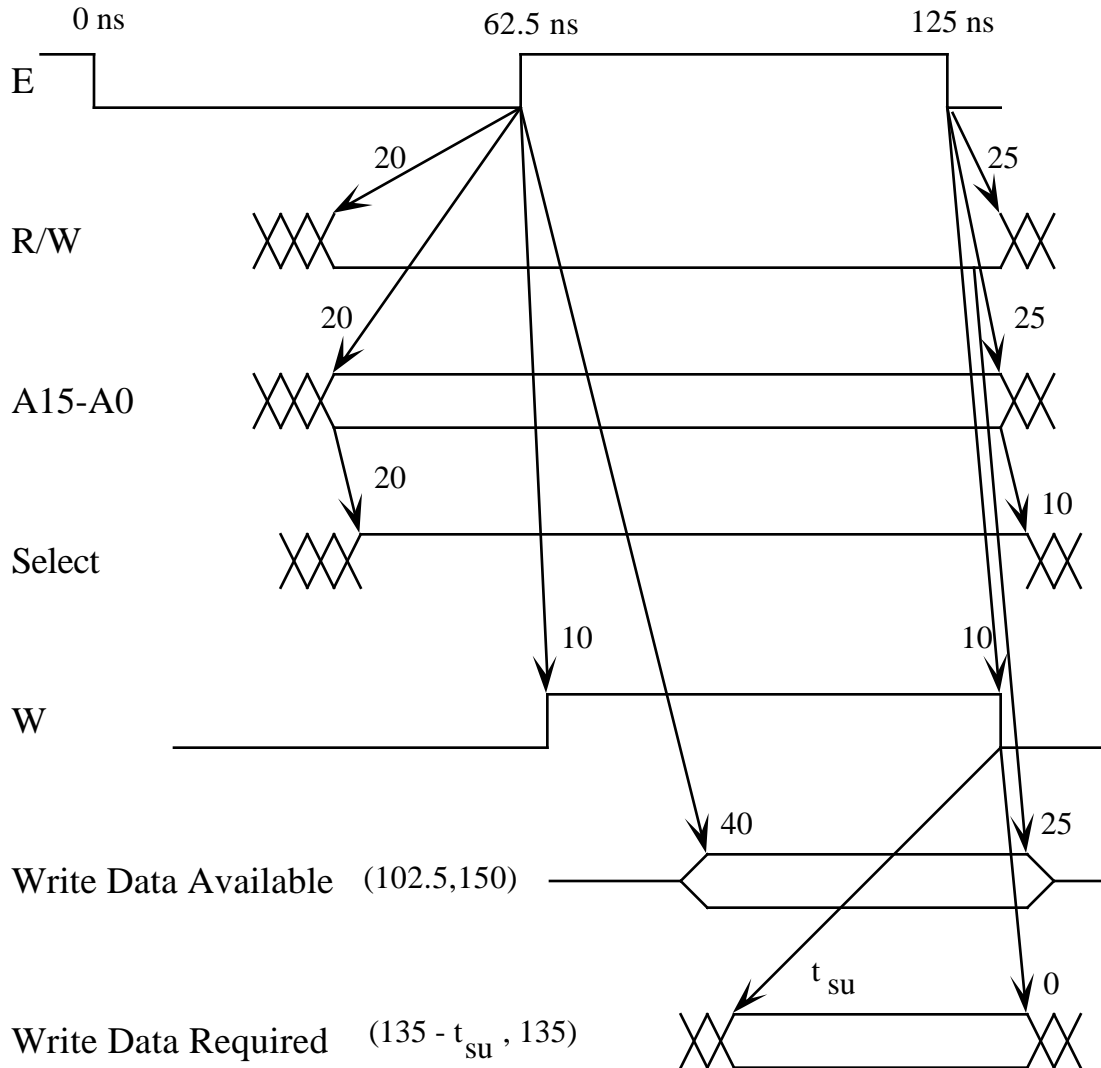 0 ns 62.5 ns 125 ns
E
20 25
R/W
20 25
A15-A0
20 10
Select
10 10
W
40 25
Write Data Available (102.5,150)
t su 0
Write Data Required (135 - t su , 135)